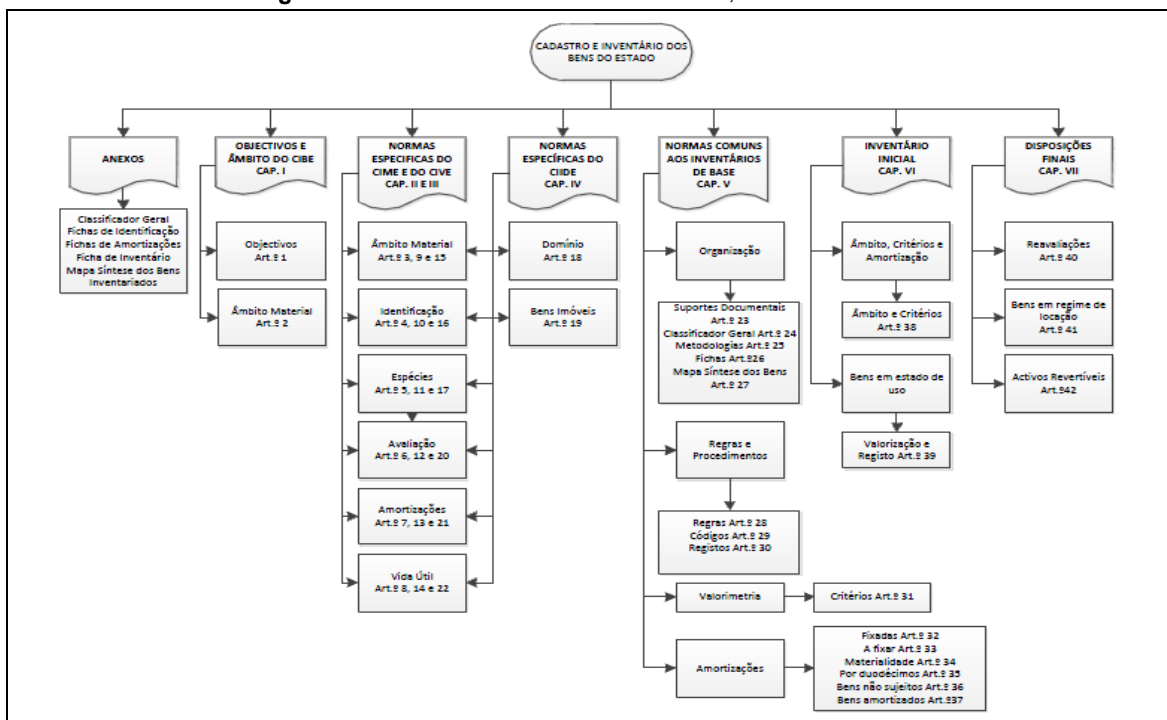 CADASTRO E INVENTÁRIO DOS
BENS DO ESTADO
ANEXOS
OBJECTIVOS E
ÂMBITO DO CIBE
CAP. I
NORMAS
ESPECIFICAS DO
CIME E DO CIVE
CAP. II E III
NORMAS
ESPECÍFICAS DO
CIIDE
CAP. IV
NORMAS COMUNS
AOS INVENTÁRIOS
DE BASE
CAP. V
INVENTÁRIO
INICIAL
CAP. VI
DISPOSIÇÕES
FINAIS
CAP. VII
Classificador Geral
Fichas de Identificação
Fichas de Amortizações
Ficha de Inventário
Mapa Síntese dos Bens
Inventariados
Objectivos
Art.º 1
Âmbito Material
Art.º 2
Âmbito Material
Art.º 3, 9 e 15
Identificação
Art.º 4, 10 e 16
Espécies
Art.º 5, 11 e 17
Avaliação
Art.º 6, 12 e 20
Amortizações
Art.º 7, 13 e 21
Vida Útil
Art.º 8, 14 e 22
Domínio
Art.º 18
Bens Imóveis
Art.º 19
Organização
Suportes Documentais
Art.º 23
Classificador Geral Art.º 24
Metodologias Art.º 25
Fichas Art.º26
Mapa Síntese dos Bens
Art.º 27
Regras e
Procedimentos
Regras Art.º 28
Códigos Art.º 29
Registos Art.º 30
Valorimetria
Critérios Art.º 31
Amortizações
Fixadas Art.º 32
A fixar Art.º 33
Materialidade Art.º 34
Por duodécimos Art.º 35
Bens não sujeitos Art.º 36
Bens amortizados Art.º37
Âmbito, Critérios e
Amortização
Âmbito e Critérios
Art.º 38
Bens em estado de
uso
Valorização e
Registo Art.º 39
Reavaliações
Art.º 40
Bens em regime de
locação
Art.º 41
Activos Revertíveis
Art.º42